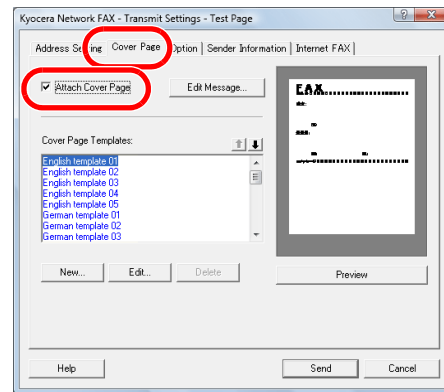 Kyocera Network FAX - Transmit Settings - Test Page
Address Se ing Cover Page Option Sender Information Internet FAX
Attach Cover Page Edit Message...
FAX
Cover Page Templates:
English template 01
English template 02
English template 03
English template 04
English template 05
German template 01
German template 02
German template 03
New... Edit... Delete Preview
Help Send Cancel